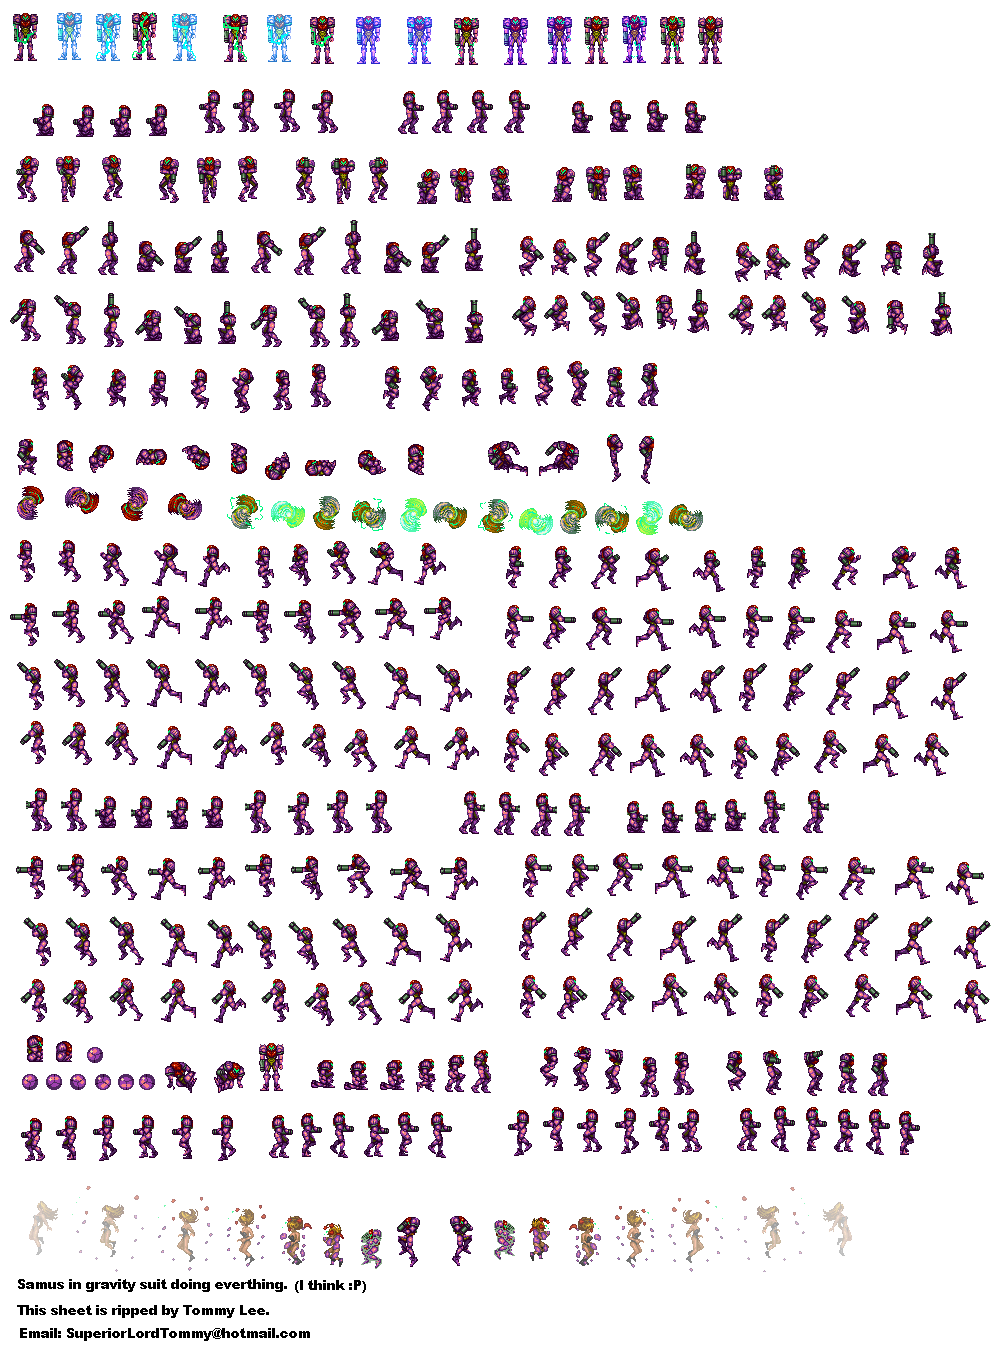 Samus in gravity suit doing everthing. (I think :P)
This sheet is ripped by Tommy Lee.
Email: SuperiorLordTommy@hotmail.com